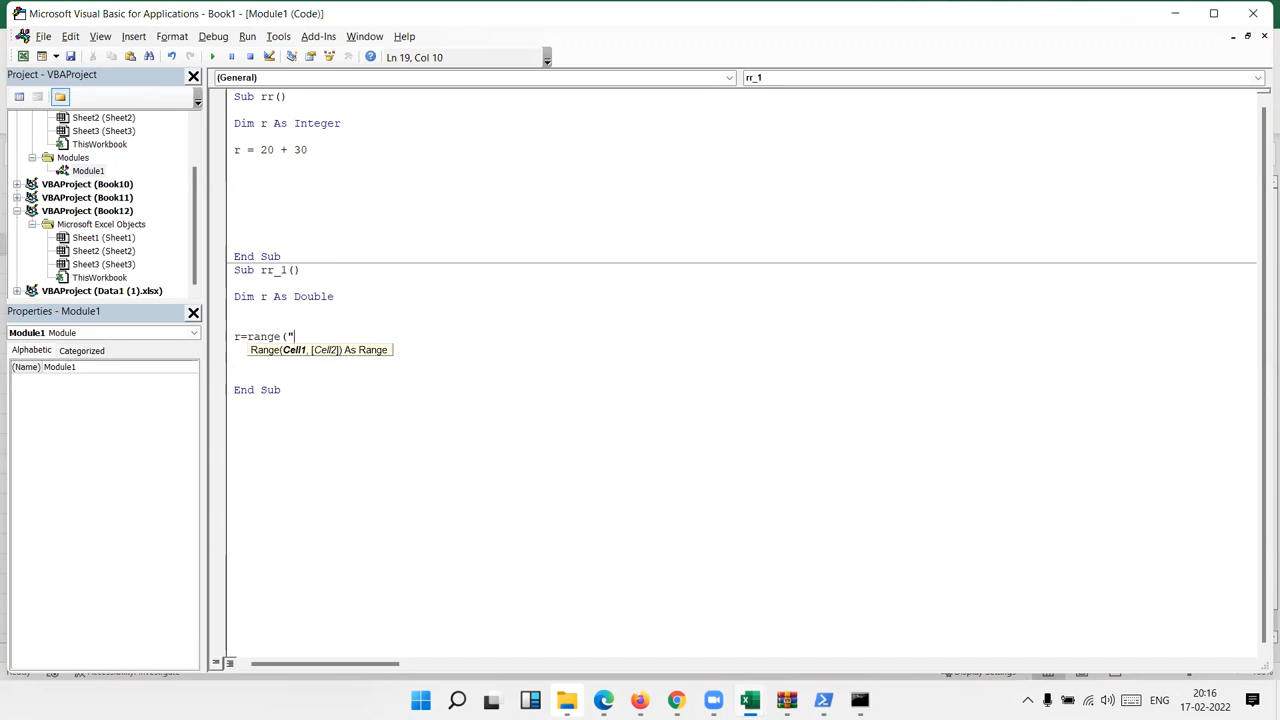 Microsoft Visual Basic for Applications - Book1 - [Module1 (Code)]
File Edit View Insert Format Debug Run Tools Add-Ins Window Help
Ln 19, Col 10
Project - VBAProject
(General)
rr_1
Sheet2 (Sheet2)
Sheet3 (Sheet3)
ThisWorkbook
Modules
Module1
VBAProject (Book10)
VBAProject (Book11)
VBAProject (Book12)
Microsoft Excel Objects
Sheet1 (Sheet1)
Sheet2 (Sheet2)
Sheet3 (Sheet3)
ThisWorkbook
VBAProject (Data1 (1).xlsx)
Properties - Module1
Module1 Module
Alphabetic Categorized
(Name) Module1
Sub rr()
Dim r As Integer
r = 20 + 30
End Sub
Sub rr_1()
Dim r As Double
r=range("
Range(Cell1, [Cell2]) As Range
End Sub
ENG
20:16
17-02-2022